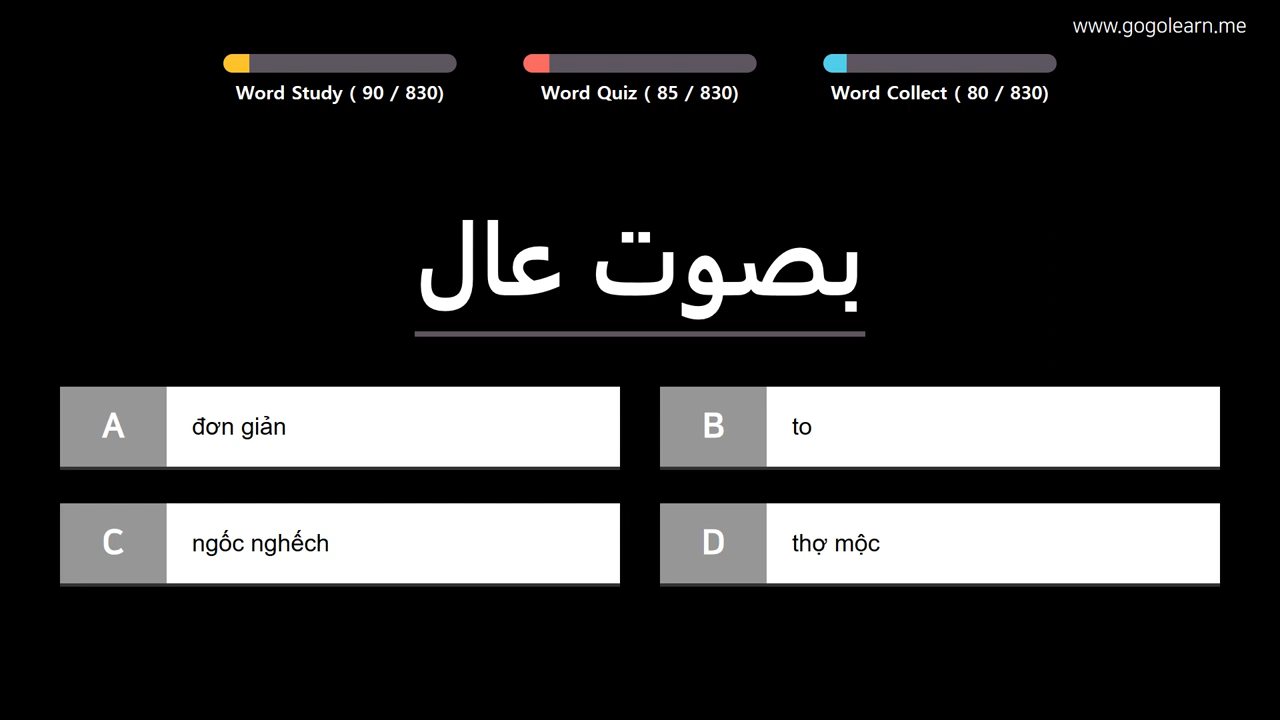 www.gogolearn.me
Word Study ( 90 / 830)
Word Quiz ( 85 / 830)
Word Collect ( 80 / 830)
بصوت عال
A đơn giản
B to
C ngốc nghếch
D thợ mộc